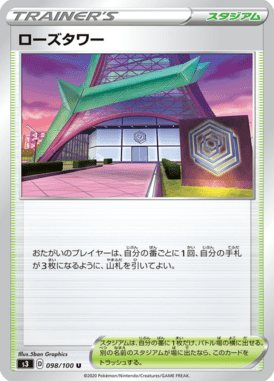 TRAINER'S
スタジアム
ローズタワー
おたがいのプレイヤーは、自分の番ごとに1回、自分の手札
が3枚になるように、山札を引いてよい。
Illus. 5ban Graphics
s3 D 098/100 U
スタジアムは、自分の番に1枚だけ、バトル場の横に出せる。
別の名前のスタジアムが場に出たなら、このカードを
トラッシュする。
©2020 Pokémon/Nintendo/Creatures/GAME FREAK.